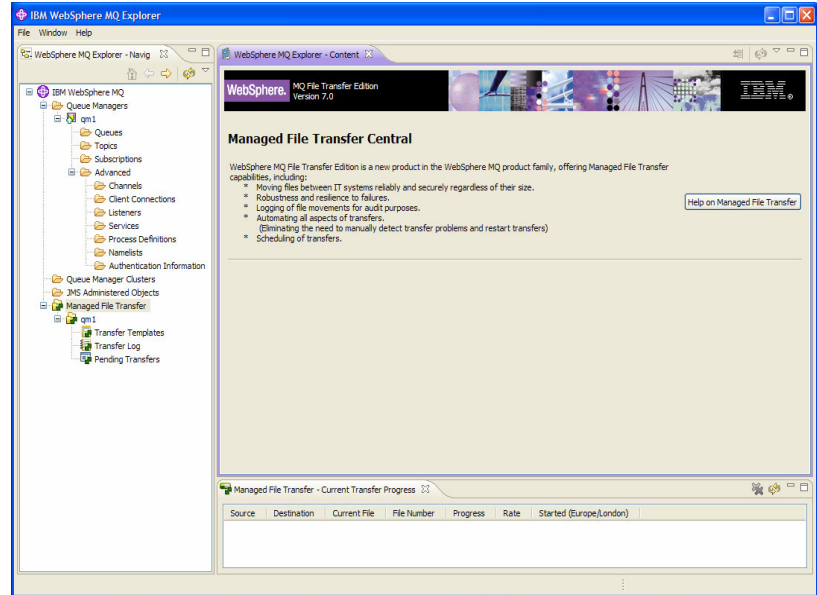 IBM WebSphere MQ Explorer
File Window Help
WebSphere MQ Explorer - Navig
IBM WebSphere MQ
Queue Managers
qm1
Queues
Topics
Subscriptions
Advanced
Channels
Client Connections
Listeners
Services
Process Definitions
Namelists
Authentication Information
Queue Manager Clusters
JMS Administered Objects
Managed File Transfer
qm1
Transfer Templates
Transfer Log
Pending Transfers
WebSphere MQ Explorer - Content
WebSphere. MQ File Transfer Edition
Version 7.0
IBM
Managed File Transfer Central
WebSphere MQ File Transfer Edition is a new product in the WebSphere MQ product family, offering Managed File Transfer
capabilities, including:
* Moving files between IT systems reliably and securely regardless of their size.
* Robustness and resilience to failures.
* Logging of file movements for audit purposes.
* Automating all aspects of transfers.
(Eliminating the need to manually detect transfer problems and restart transfers)
* Scheduling of transfers.
Help on Managed File Transfer
Managed File Transfer - Current Transfer Progress
Source Destination Current File File Number Progress Rate Started (Europe/London)